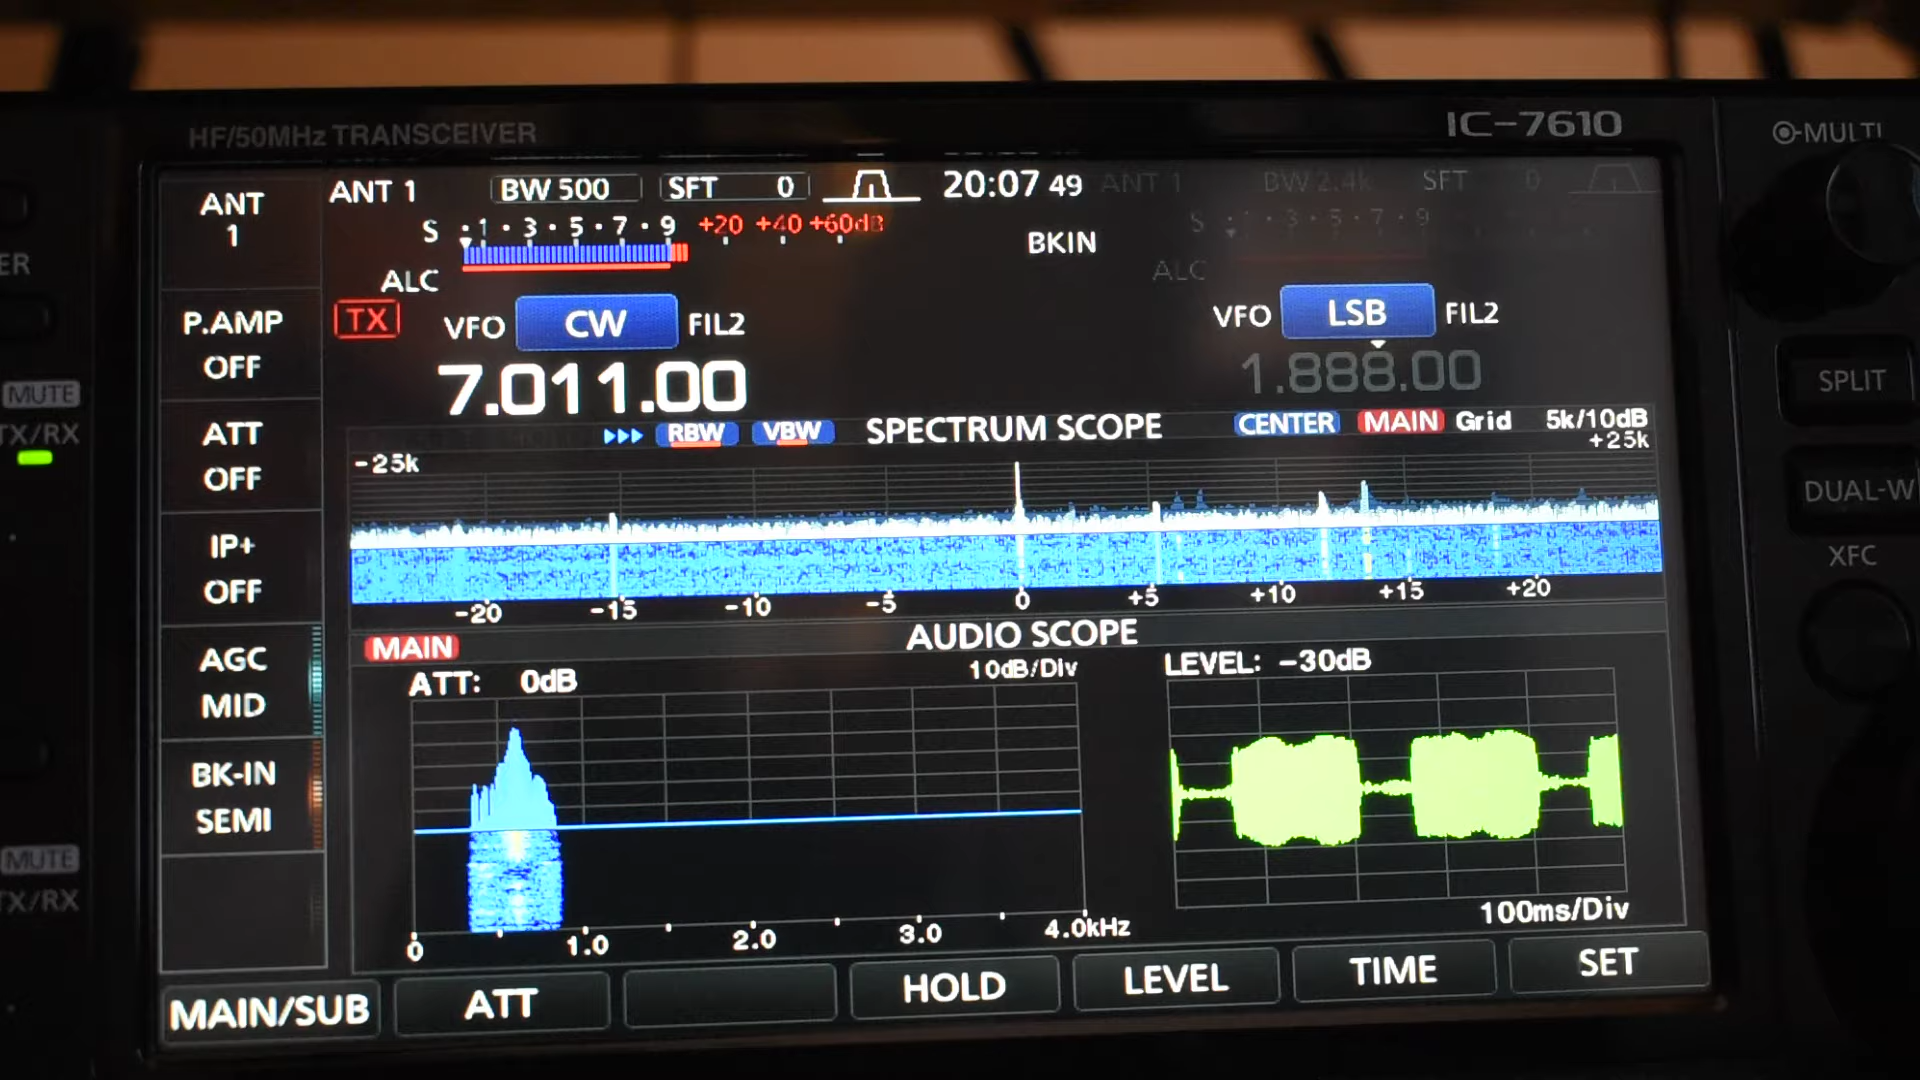 HF/50MHz TRANSCEIVER
IC-7610
MULTI
ANT 1
BW 500
SFT 0
20:07 49
ANT 1
BW 2.4k
SFT 0
S 1 · 3 · 5 · 7 · 9 +20 +40 +60dB
BKIN
S · 1 · 3 · 5 · 7 · 9
ALC
ALC
TX
VFO
CW
FIL2
VFO
LSB
FIL2
7.011.00
1.888.00
RBW
VBW
SPECTRUM SCOPE
CENTER
MAIN
Grid
5k/10dB
-25k
+25k
-20 -15 -10 -5 0 +5 +10 +15 +20
MAIN
AUDIO SCOPE
ATT: 0dB
10dB/Div
LEVEL: -30dB
0 1.0 2.0 3.0 4.0kHz
100ms/Div
ANT
1
P.AMP
OFF
ATT
OFF
IP+
OFF
AGC
MID
BK-IN
SEMI
MAIN/SUB
ATT
HOLD
LEVEL
TIME
SET
ER
MUTE
TX/RX
MUTE
TX/RX
SPLIT
DUAL-W
XFC